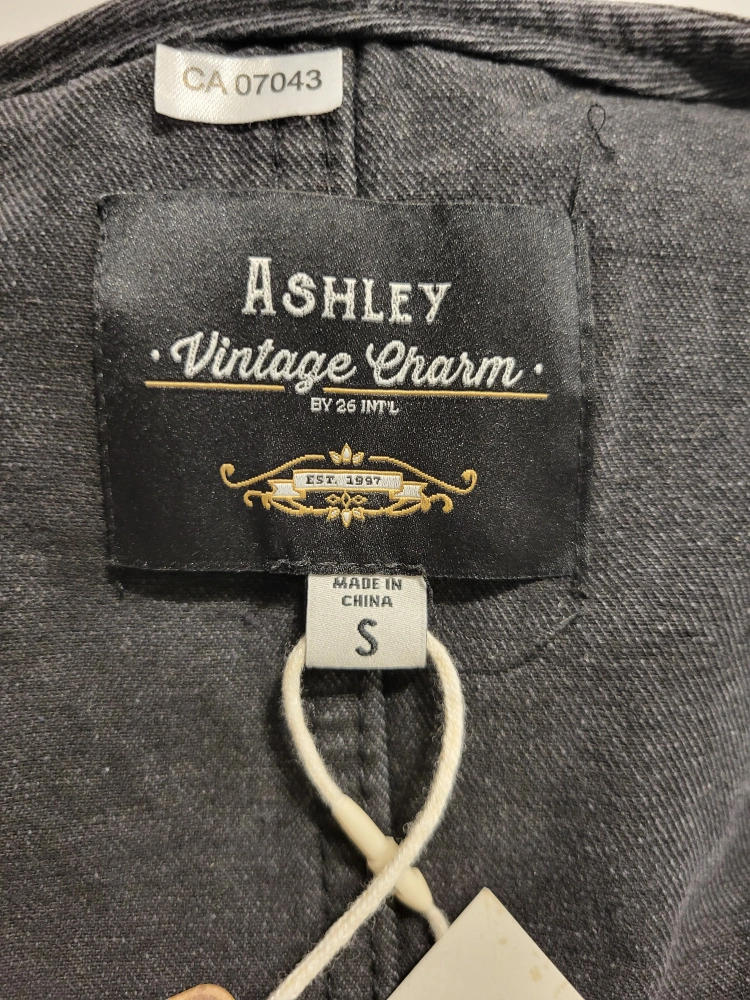 CA 07043
ASHLEY
· Vintage Charm ·
BY 26 INT'L
EST. 1997
MADE IN
CHINA
S